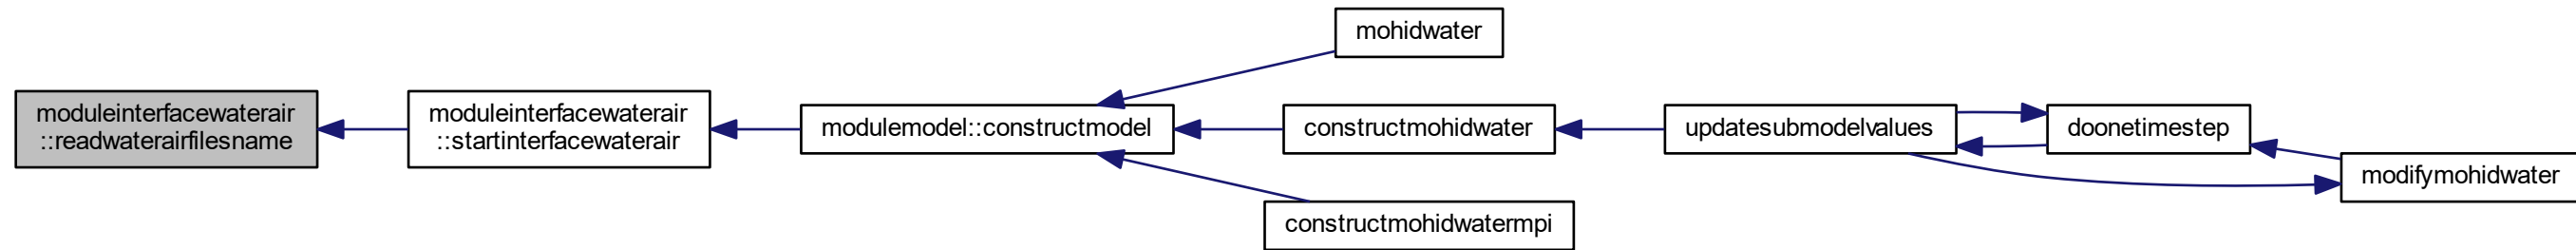 moduleinterfacewaterair
::readwaterairfilesname
moduleinterfacewaterair
::startinterfacewaterair
modulemodel::constructmodel
mohidwater
constructmohidwater
constructmohidwatermpi
updatesubmodelvalues
doonetimestep
modifymohidwater